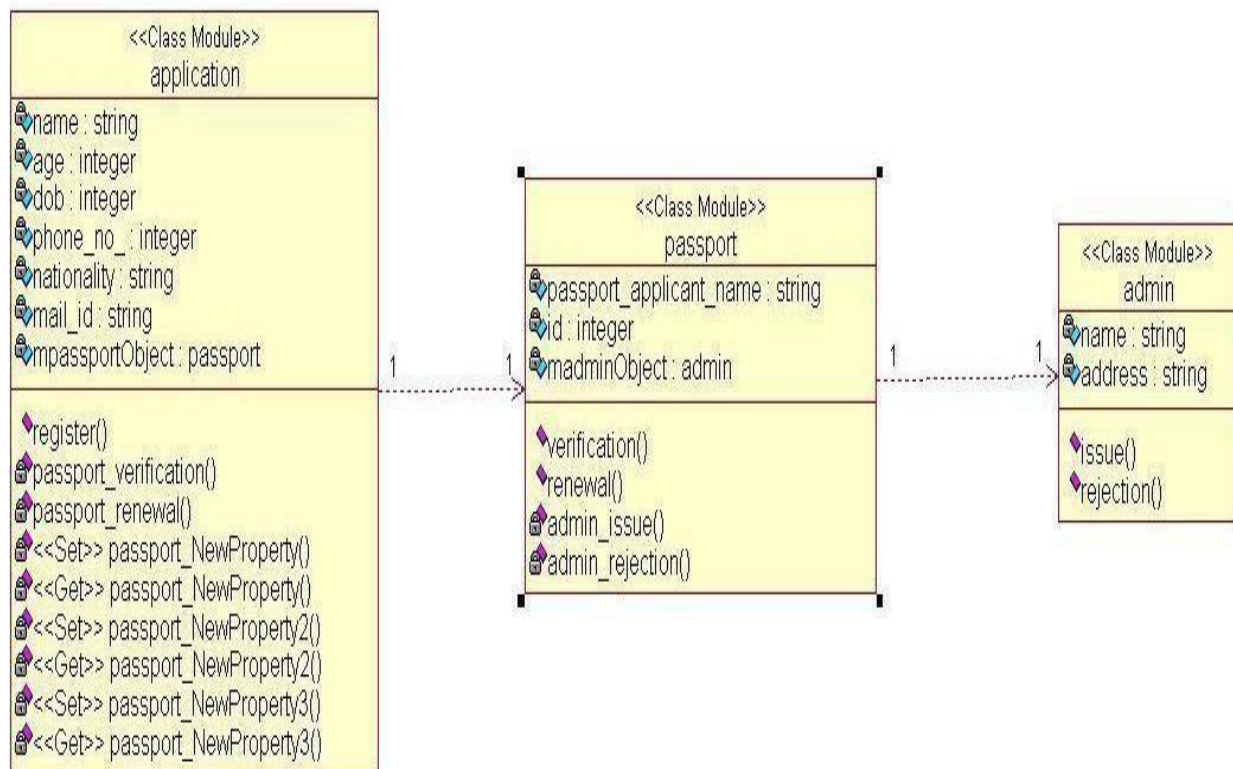 <<Class Module>>
application
name : string
age : integer
dob : integer
phone_no_ : integer
nationality : string
mail_id : string
mpassportObject : passport
register()
passport_verification()
passport_renewal()
<<Set>> passport_NewProperty()
<<Get>> passport_NewProperty()
<<Set>> passport_NewProperty2()
<<Get>> passport_NewProperty2()
<<Set>> passport_NewProperty3()
<<Get>> passport_NewProperty3()
1
1
<<Class Module>>
passport
passport_applicant_name : string
id : integer
madminObject : admin
verification()
renewal()
admin_issue()
admin_rejection()
1
1
<<Class Module>>
admin
name : string
address : string
issue()
rejection()